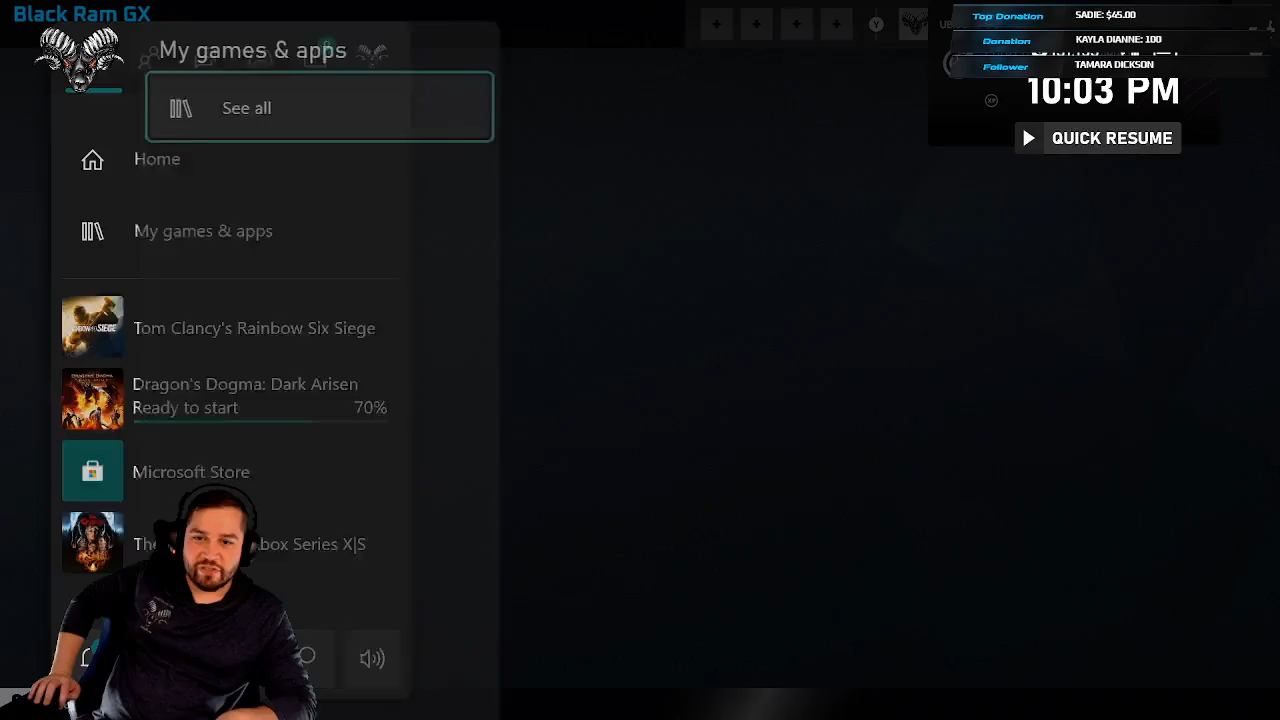 Black Ram GX
My games & apps
See all
Home
My games & apps
Tom Clancy's Rainbow Six Siege
Dragon's Dogma: Dark Arisen
Ready to start 70%
Microsoft Store
box Series X|S
Y
Top Donation SADIE: $45.00
Donation KAYLA DIANNE: 100
Follower TAMARA DICKSON
10:03 PM
QUICK RESUME